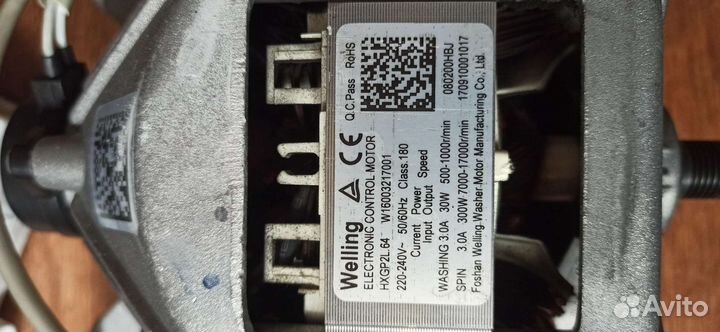 Welling CE Q.C.Pass RoHS
ELECTRONIC CONTROL MOTOR
HXGP2L.64 W16003217001
220-240V~ 50/60Hz Class.180
Current Power Speed
Input Output
WASHING 3.0A 30W 500-1000r/min 080200HBJ
SPIN 3.0A 300W 7000-17000r/min 170910001017
Foshan Welling Washer Motor Manufacturing Co., Ltd.
Avito